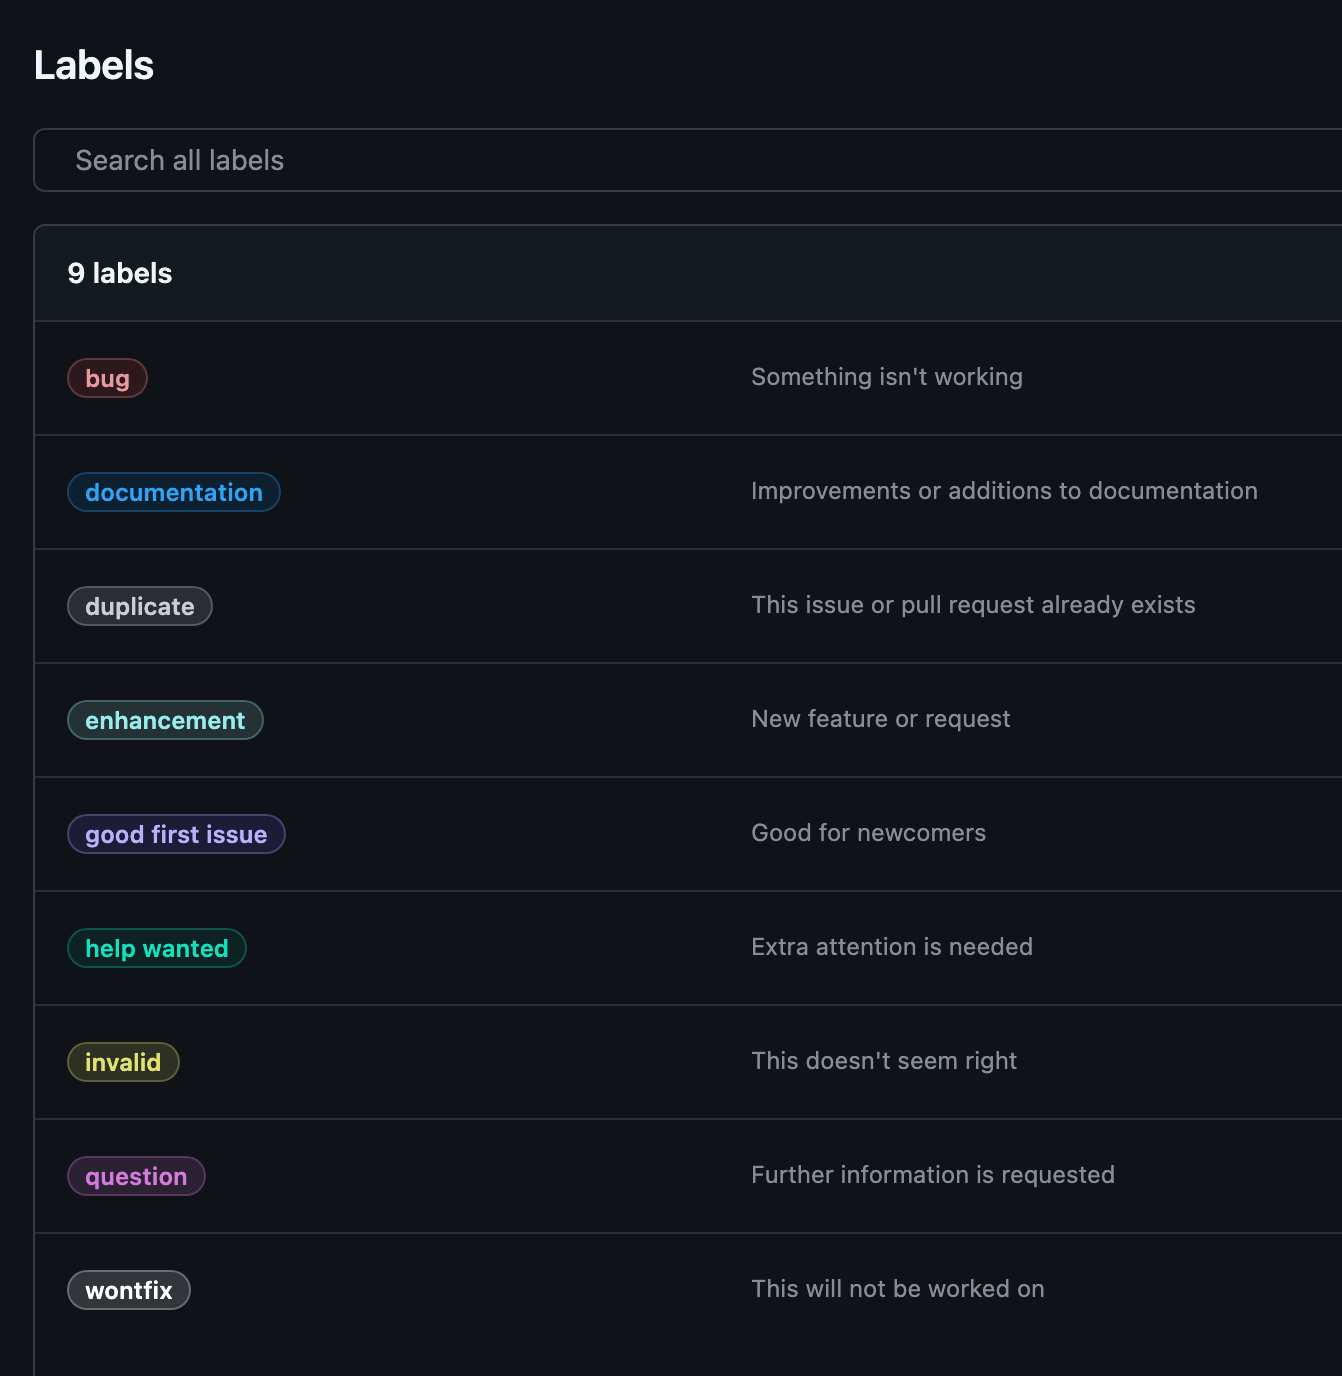 Labels
Search all labels
9 labels
bug
Something isn't working
documentation
Improvements or additions to documentation
duplicate
This issue or pull request already exists
enhancement
New feature or request
good first issue
Good for newcomers
help wanted
Extra attention is needed
invalid
This doesn't seem right
question
Further information is requested
wontfix
This will not be worked on